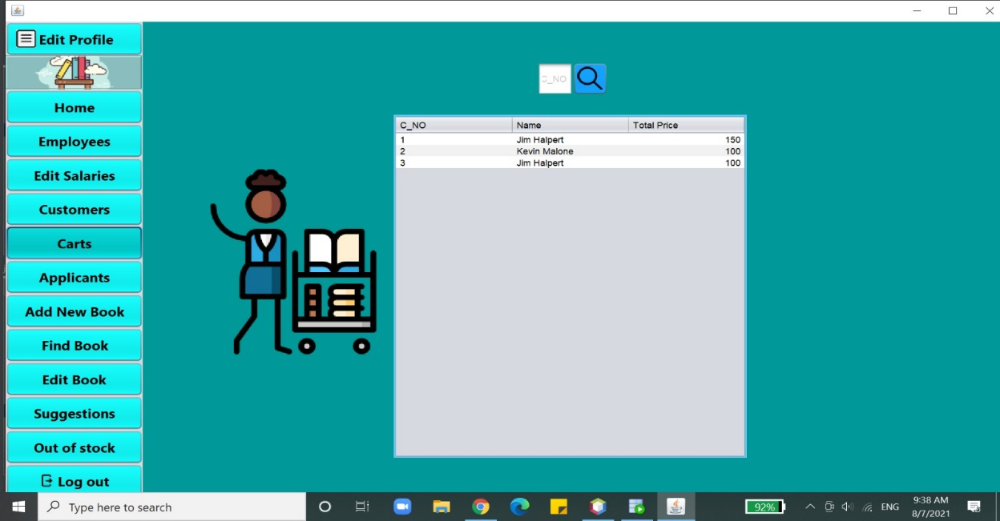 Edit Profile
Home
Employees
Edit Salaries
Customers
Carts
Applicants
Add New Book
Find Book
Edit Book
Suggestions
Out of stock
Log out
C_NO
C_NO Name Total Price
1 Jim Halpert 150
2 Kevin Malone 100
3 Jim Halpert 100
Type here to search
92%
ENG
9:38 AM
8/7/2021